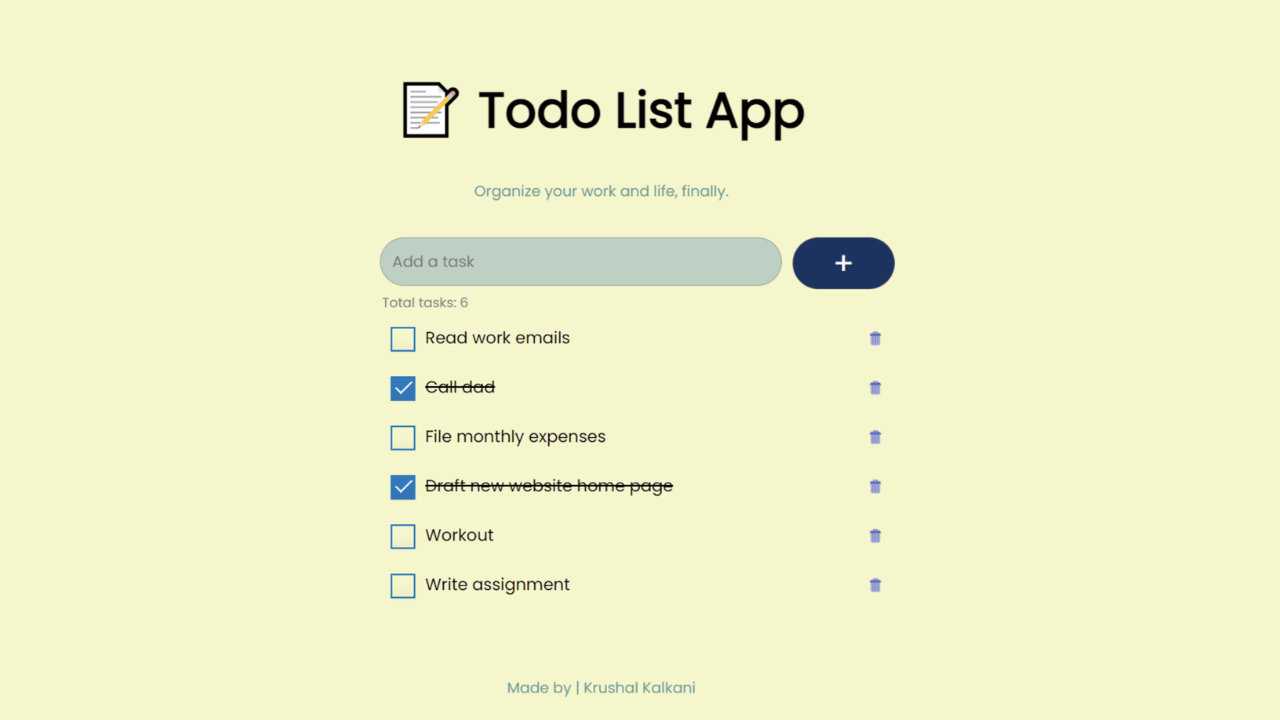 Todo List App
Organize your work and life, finally.
Add a task
+
Total tasks: 6
Read work emails
Call dad
File monthly expenses
Draft new website home page
Workout
Write assignment
Made by | Krushal Kalkani